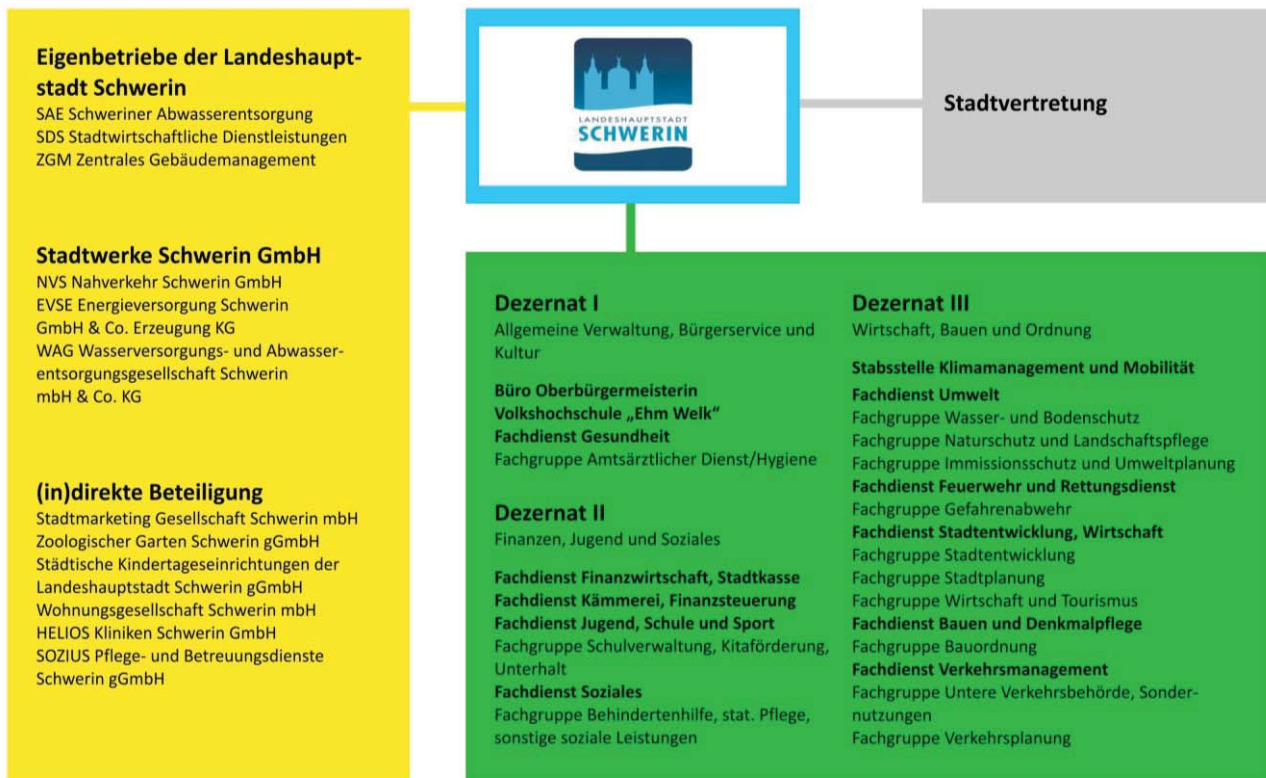 Eigenbetriebe der Landeshaupt-
stadt Schwerin
SAE Schweriner Abwasserentsorgung
SDS Stadtwirtschaftliche Dienstleistungen
ZGM Zentrales Gebäudemanagement
Stadtwerke Schwerin GmbH
NVS Nahverkehr Schwerin GmbH
EVSE Energieversorgung Schwerin
GmbH & Co. Erzeugung KG
WAG Wasserversorgungs- und Abwasser-
entsorgungsgesellschaft Schwerin
mbH & Co. KG
(in)direkte Beteiligung
Stadtmarketing Gesellschaft Schwerin mbH
Zoologischer Garten Schwerin gGmbH
Städtische Kindertageseinrichtungen der
Landeshauptstadt Schwerin gGmbH
Wohnungsgesellschaft Schwerin mbH
HELIOS Kliniken Schwerin GmbH
SOZIUS Pflege- und Betreuungsdienste
Schwerin gGmbH
LANDESHAUPTSTADT
SCHWERIN
Stadtvertretung
Dezernat I
Allgemeine Verwaltung, Bürgerservice und
Kultur
Büro Oberbürgermeisterin
Volkshochschule „Ehm Welk“
Fachdienst Gesundheit
Fachgruppe Amtsärztlicher Dienst/Hygiene
Dezernat II
Finanzen, Jugend und Soziales
Fachdienst Finanzwirtschaft, Stadtkasse
Fachdienst Kämmerei, Finanzsteuerung
Fachdienst Jugend, Schule und Sport
Fachgruppe Schulverwaltung, Kitaförderung,
Unterhalt
Fachdienst Soziales
Fachgruppe Behindertenhilfe, stat. Pflege,
sonstige soziale Leistungen
Dezernat III
Wirtschaft, Bauen und Ordnung
Stabsstelle Klimamanagement und Mobilität
Fachdienst Umwelt
Fachgruppe Wasser- und Bodenschutz
Fachgruppe Naturschutz und Landschaftspflege
Fachgruppe Immissionsschutz und Umweltplanung
Fachdienst Feuerwehr und Rettungsdienst
Fachgruppe Gefahrenabwehr
Fachdienst Stadtentwicklung, Wirtschaft
Fachgruppe Stadtentwicklung
Fachgruppe Stadtplanung
Fachgruppe Wirtschaft und Tourismus
Fachdienst Bauen und Denkmalpflege
Fachgruppe Bauordnung
Fachdienst Verkehrsmanagement
Fachgruppe Untere Verkehrsbehörde, Sonder-
nutzungen
Fachgruppe Verkehrsplanung